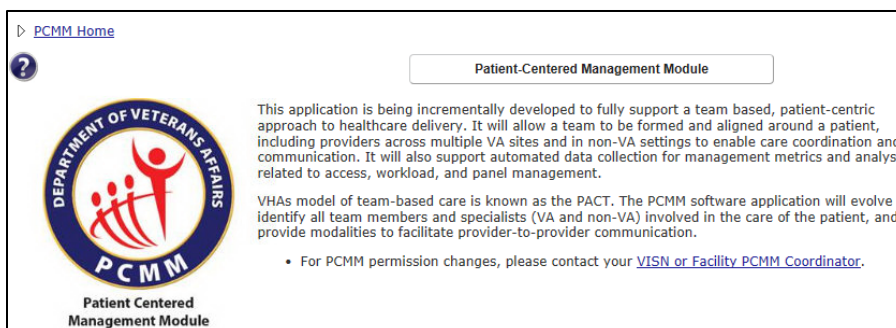 PCMM Home
?
Patient-Centered Management Module
This application is being incrementally developed to fully support a team based, patient-centric
approach to healthcare delivery. It will allow a team to be formed and aligned around a patient,
including providers across multiple VA sites and in non-VA settings to enable care coordination and
communication. It will also support automated data collection for management metrics and analys
related to access, workload, and panel management.
VHAs model of team-based care is known as the PACT. The PCMM software application will evolve
identify all team members and specialists (VA and non-VA) involved in the care of the patient, and
provide modalities to facilitate provider-to-provider communication.
• For PCMM permission changes, please contact your VISN or Facility PCMM Coordinator.
DEPARTMENT OF VETERANS AFFAIRS
PCMM
Patient Centered
Management Module